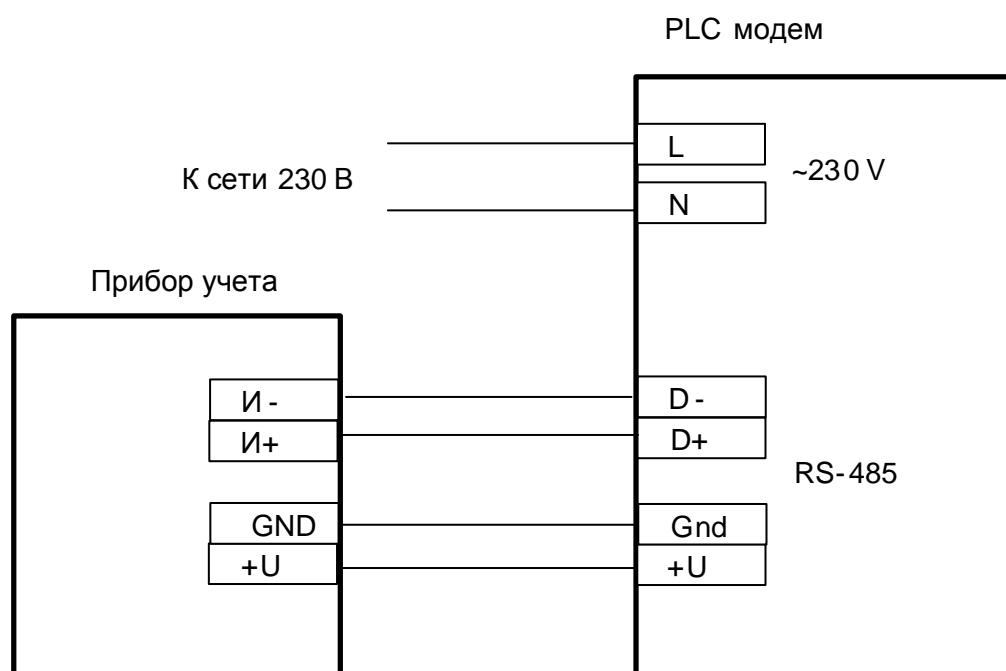 PLC модем
L
К сети 230 В
~230 V
N
Прибор учета
И -
D -
И+
D+
RS-485
GND
Gnd
+U
+U